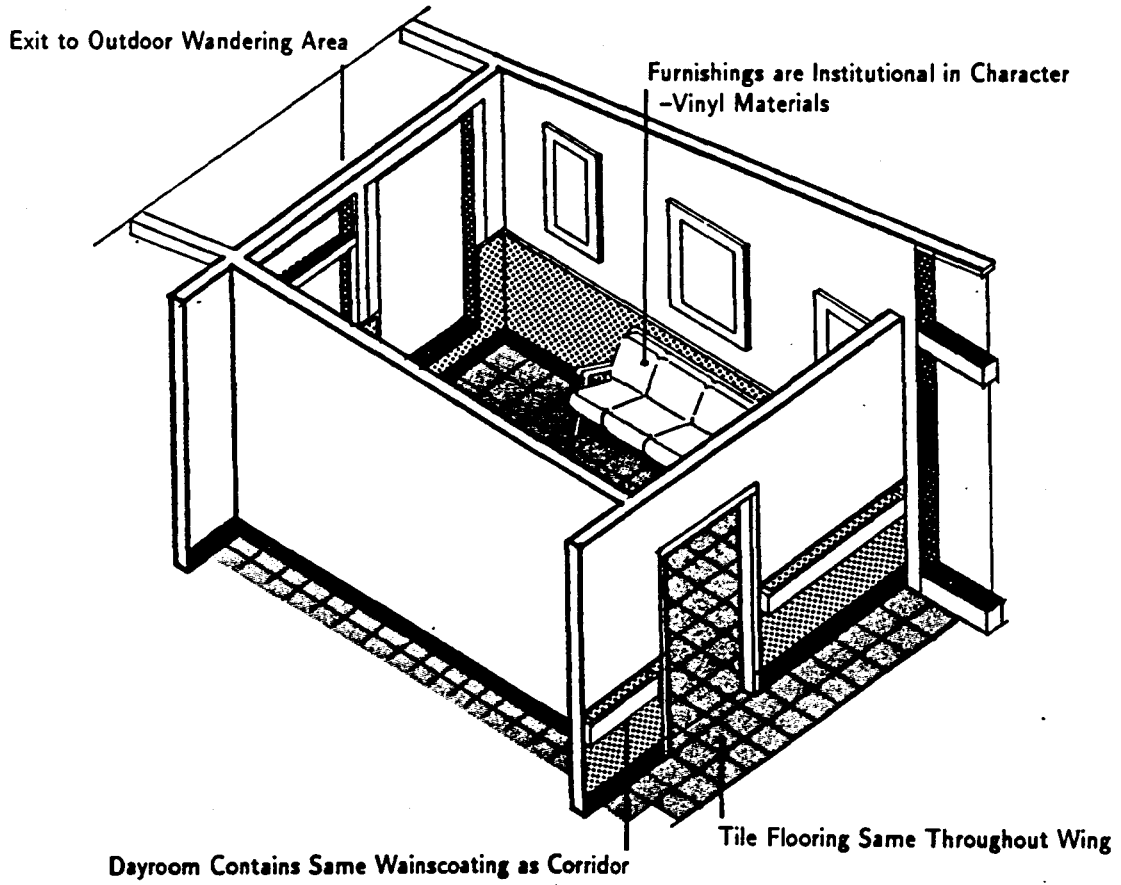 Exit to Outdoor Wandering Area
Furnishings are Institutional in Character
-Vinyl Materials
Tile Flooring Same Throughout Wing
Dayroom Contains Same Wainscoating as Corridor